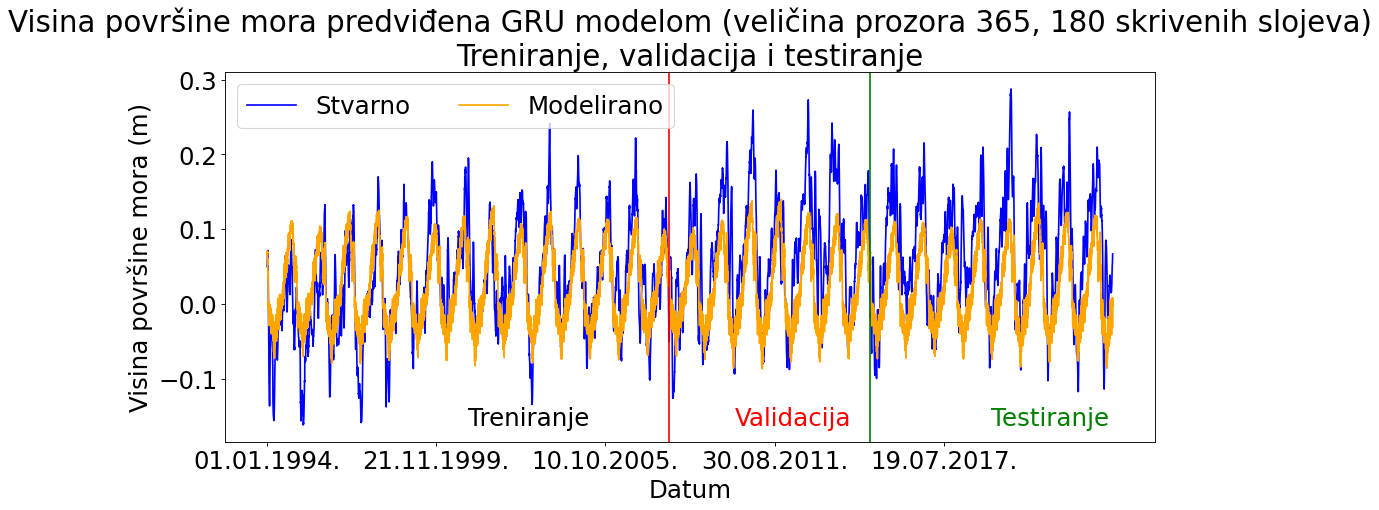 Visina površine mora predviđena GRU modelom (veličina prozora 365, 180 skrivenih slojeva)
Treniranje, validacija i testiranje
Stvarno
Modelirano
Visina površine mora (m)
0.3
0.2
0.1
0.0
−0.1
Treniranje
Validacija
Testiranje
01.01.1994.
21.11.1999.
10.10.2005.
30.08.2011.
19.07.2017.
Datum